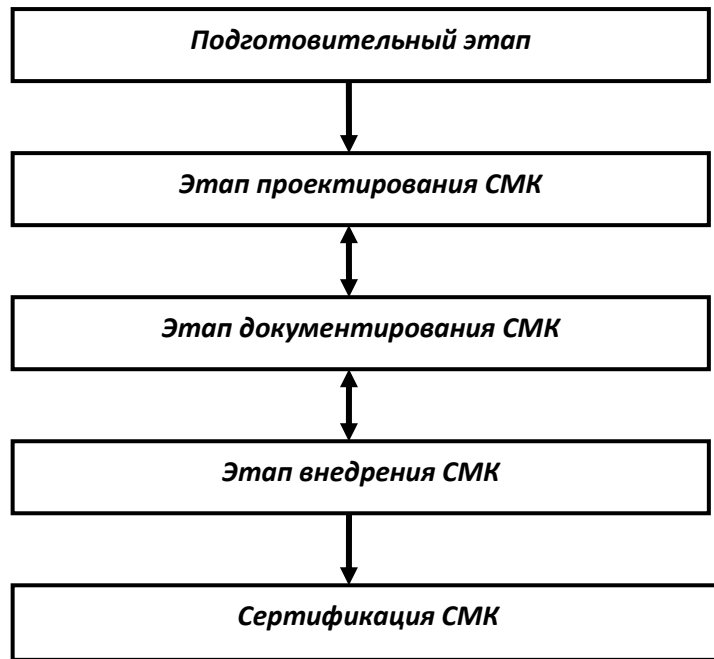 Подготовительный этап
Этап проектирования СМК
Этап документирования СМК
Этап внедрения СМК
Сертификация СМК